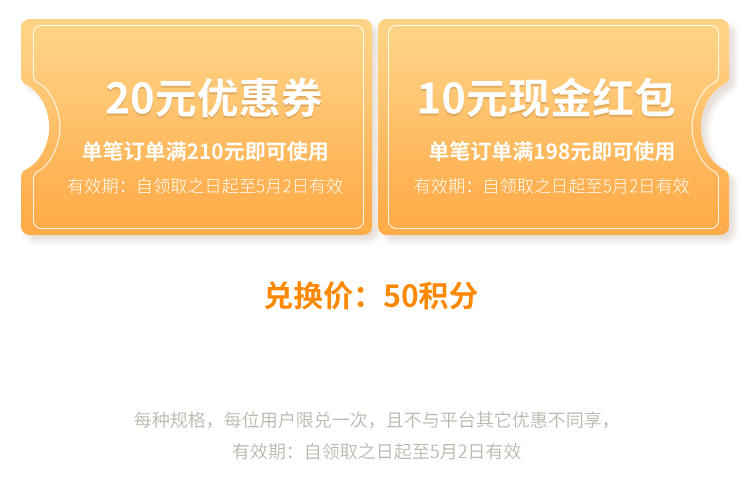 20元优惠券
单笔订单满210元即可使用
有效期：自领取之日起至5月2日有效
10元现金红包
单笔订单满198元即可使用
有效期：自领取之日起至5月2日有效
兑换价：50积分
每种规格，每位用户限兑一次，且不与平台其它优惠不同享，
有效期：自领取之日起至5月2日有效